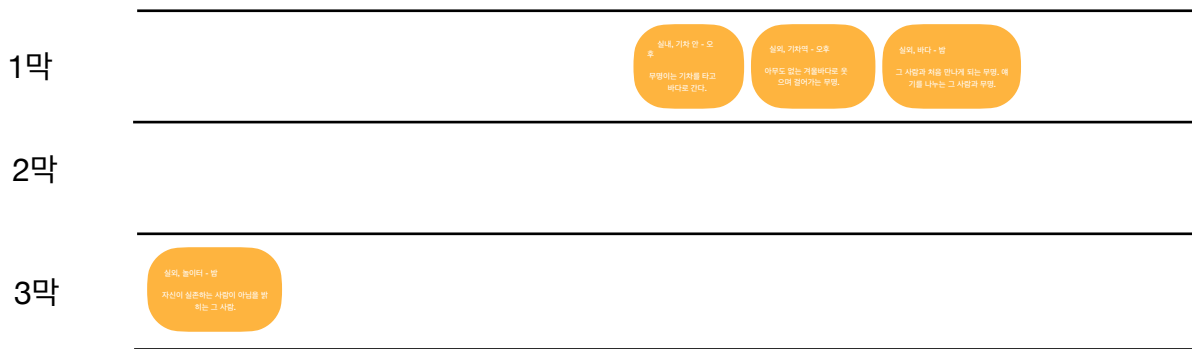 1막
실내, 기차 안 - 오
후
무명이는 기차를 타고
바다로 간다.
실외, 기차역 - 오후
아무도 없는 겨울바다로 웃
으며 걸어가는 무명.
실외, 바다 - 밤
그 사람과 처음 만나게 되는 무명. 얘
기를 나누는 그 사람과 무명.
2막
3막
실외, 놀이터 - 밤
자신이 실존하는 사람이 아님을 밝
히는 그 사람.